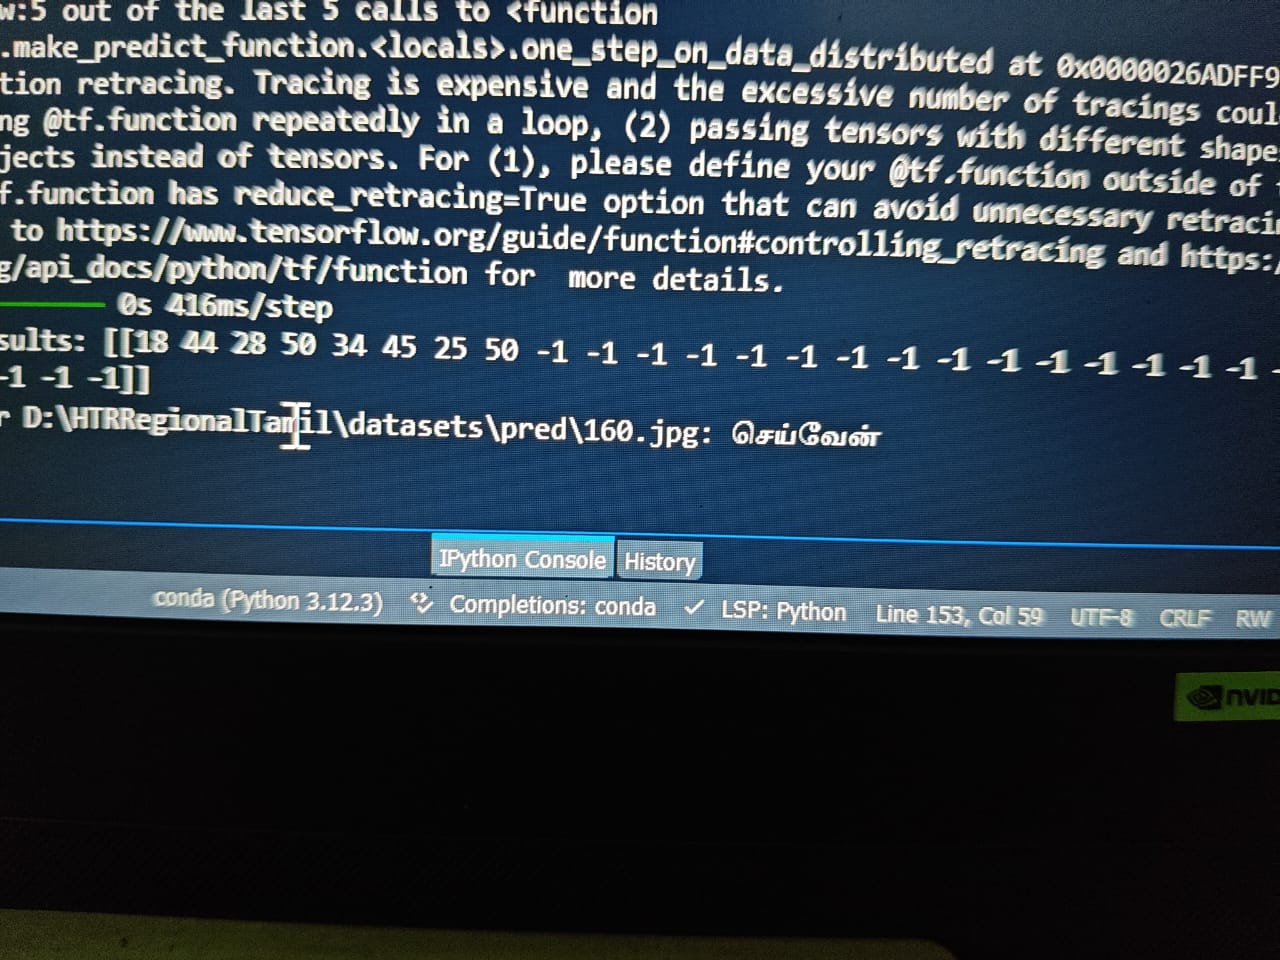 w:5 out of the last 5 calls to <function
.make_predict_function.<locals>.one_step_on_data_distributed at 0x0000026ADFF9
tion retracing. Tracing is expensive and the excessive number of tracings coul
ng @tf.function repeatedly in a loop, (2) passing tensors with different shape
jects instead of tensors. For (1), please define your @tf.function outside of
f.function has reduce_retracing=True option that can avoid unnecessary retraci
to https://www.tensorflow.org/guide/function#controlling_retracing and https:/
g/api_docs/python/tf/function for more details.
0s 416ms/step
sults: [[18 44 28 50 34 45 25 50 -1 -1 -1 -1 -1 -1 -1 -1 -1 -1 -1 -1 -1 -1 -1 -
-1 -1 -1]]
r D:\HTRRegionalTamil\datasets\pred\160.jpg: செய்வேன்
IPython Console History
conda (Python 3.12.3) Completions: conda ✓ LSP: Python Line 153, Col 59 UTF-8 CRLF RW
NVID